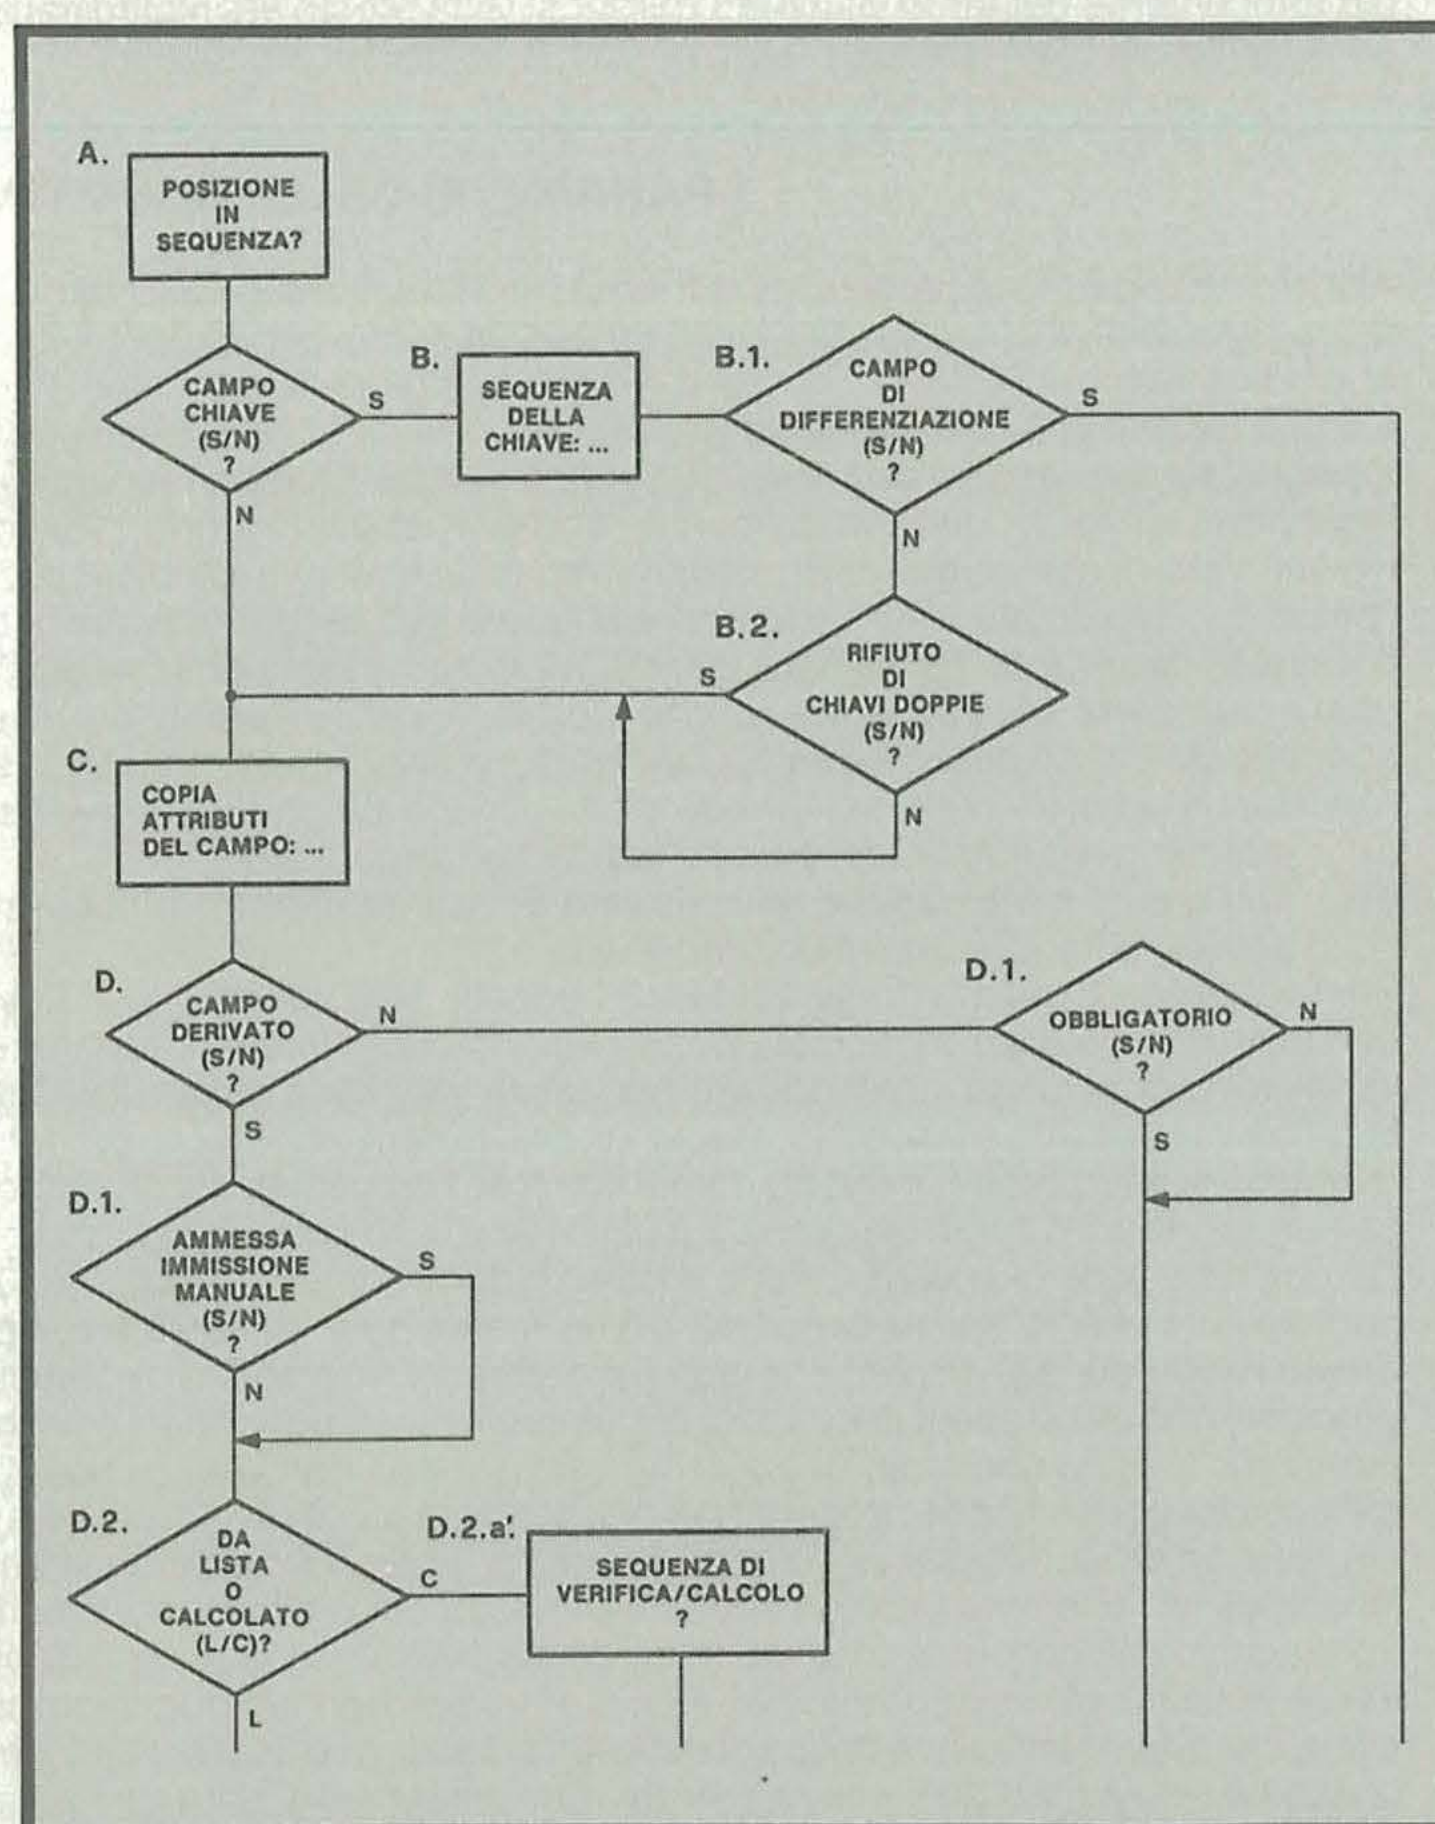 A.
POSIZIONE
IN
SEQUENZA?
CAMPO
CHIAVE
(S/N)
?
S
N
B.
SEQUENZA
DELLA
CHIAVE: ...
B.1.
CAMPO
DI
DIFFERENZIAZIONE
(S/N)
?
S
N
B.2.
RIFIUTO
DI
CHIAVI DOPPIE
(S/N)
?
S
N
C.
COPIA
ATTRIBUTI
DEL CAMPO: ...
D.
CAMPO
DERIVATO
(S/N)
?
N
S
D.1.
OBBLIGATORIO
(S/N)
?
N
S
D.1.
AMMESSA
IMMISSIONE
MANUALE
(S/N)
?
S
N
D.2.
DA
LISTA
O
CALCOLATO
(L/C)?
C
L
D.2.a'.
SEQUENZA DI
VERIFICA/CALCOLO
?